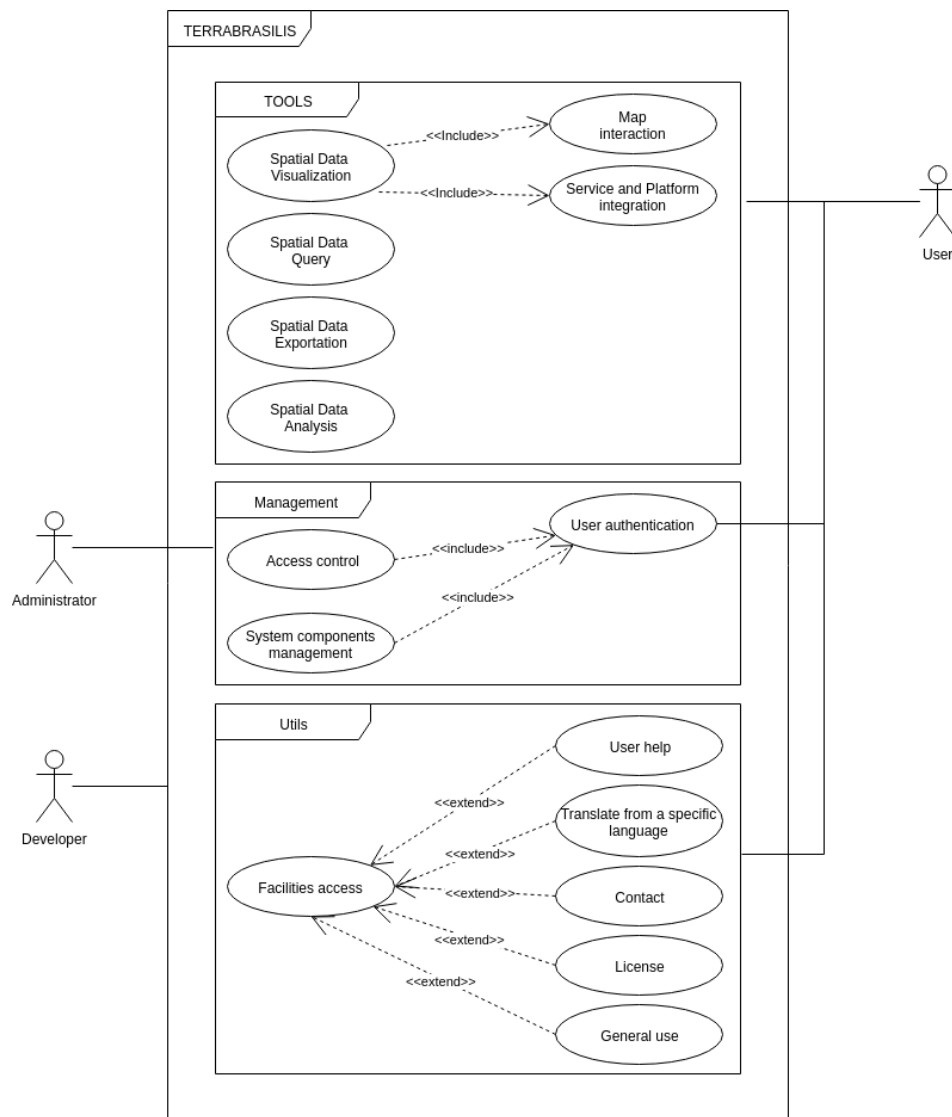 TERRABRASILIS
TOOLS
Spatial Data
Visualization
<<Include>>
Map
interaction
<<Include>>
Service and Platform
integration
Spatial Data
Query
Spatial Data
Exportation
Spatial Data
Analysis
User
Management
Access control
<<include>>
User authentication
<<include>>
System components
management
Administrator
Utils
User help
<<extend>>
Translate from a specific
language
<<extend>>
Facilities access
<<extend>>
Contact
<<extend>>
License
<<extend>>
General use
Developer